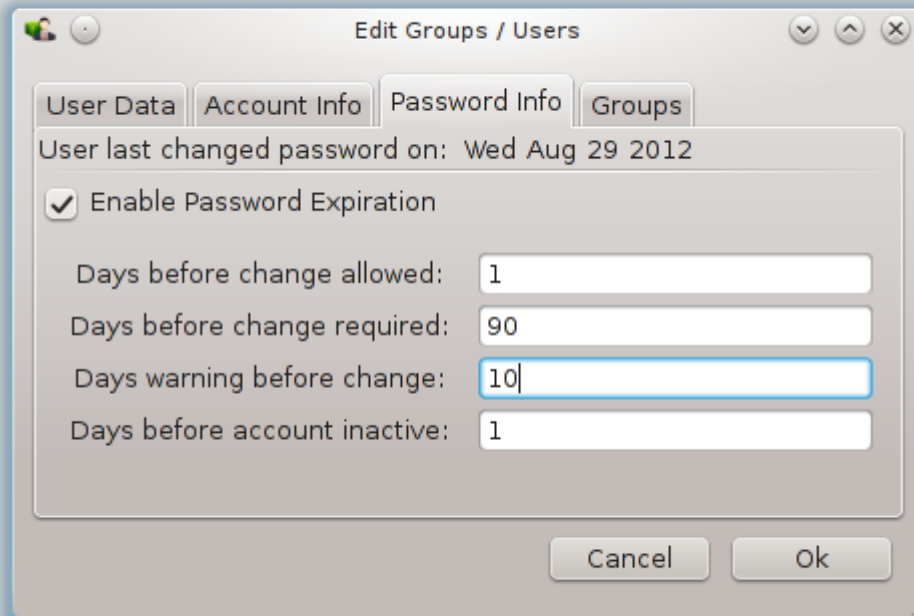 Edit Groups / Users
User Data Account Info Password Info Groups
User last changed password on: Wed Aug 29 2012
Enable Password Expiration
Days before change allowed: 1
Days before change required: 90
Days warning before change: 10
Days before account inactive: 1
Cancel Ok